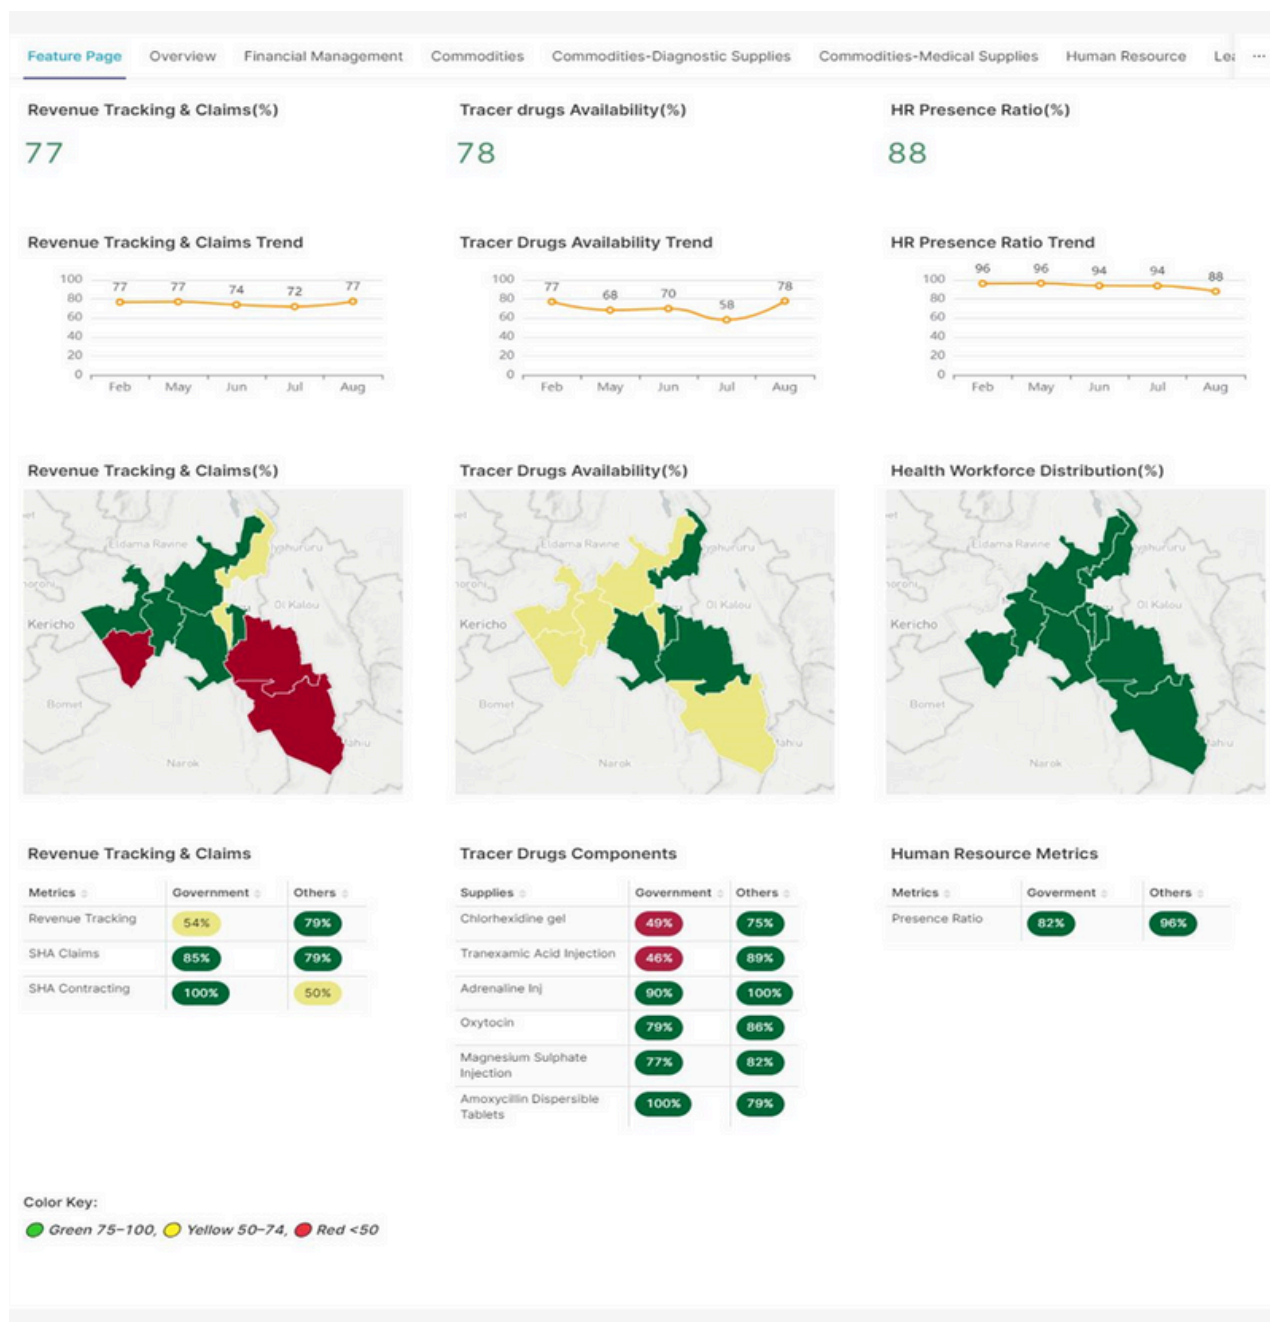 Feature Page Overview Financial Management Commodities Commodities-Diagnostic Supplies Commodities-Medical Supplies Human Resource ...
Revenue Tracking & Claims(%) Tracer drugs Availability(%) HR Presence Ratio(%)
77 78 88
Revenue Tracking & Claims Trend
100
80
60
40
20
0
77 77 74 72 77
Feb May Jun Jul Aug
Tracer Drugs Availability Trend
100
80
60
40
20
0
77 68 70 58 78
Feb May Jun Jul Aug
HR Presence Ratio Trend
100
80
60
40
20
0
96 96 94 94 88
Feb May Jun Jul Aug
Revenue Tracking & Claims(%)
Eldama Ravine
Ol Kalou
Kericho
Bomet
Narok
Tracer Drugs Availability(%)
Eldama Ravine
Ol Kalou
Kericho
Bomet
Narok
Health Workforce Distribution(%)
Eldama Ravine
Ol Kalou
Kericho
Bomet
Narok
Revenue Tracking & Claims
Metrics Government Others
Revenue Tracking 54% 79%
SHA Claims 85% 79%
SHA Contracting 100% 50%
Tracer Drugs Components
Supplies Government Others
Chlorhexidine gel 49% 75%
Tranexamic Acid Injection 46% 89%
Adrenaline Inj 90% 100%
Oxytocin 79% 86%
Magnesium Sulphate
Injection 77% 82%
Amoxycillin Dispersible
Tablets 100% 79%
Human Resource Metrics
Metrics Goverment Others
Presence Ratio 82% 96%
Color Key:
Green 75–100, Yellow 50–74, Red <50